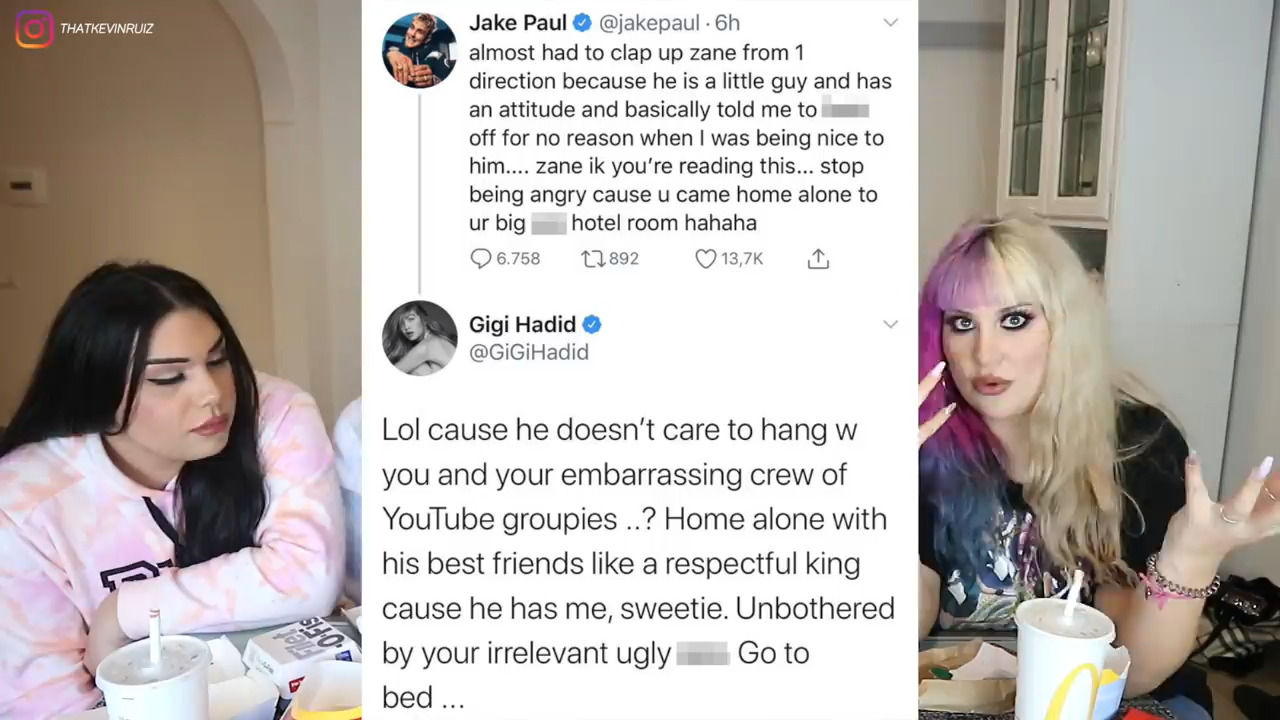 THATKEVINRUIZ
Jake Paul @jakepaul · 6h
almost had to clap up zane from 1
direction because he is a little guy and has
an attitude and basically told me to
off for no reason when I was being nice to
him.... zane ik you're reading this... stop
being angry cause u came home alone to
ur big hotel room hahaha
6.758 892 13,7K
Gigi Hadid
@GiGiHadid
Lol cause he doesn't care to hang w
you and your embarrassing crew of
YouTube groupies ..? Home alone with
his best friends like a respectful king
cause he has me, sweetie. Unbothered
by your irrelevant ugly Go to
bed ...